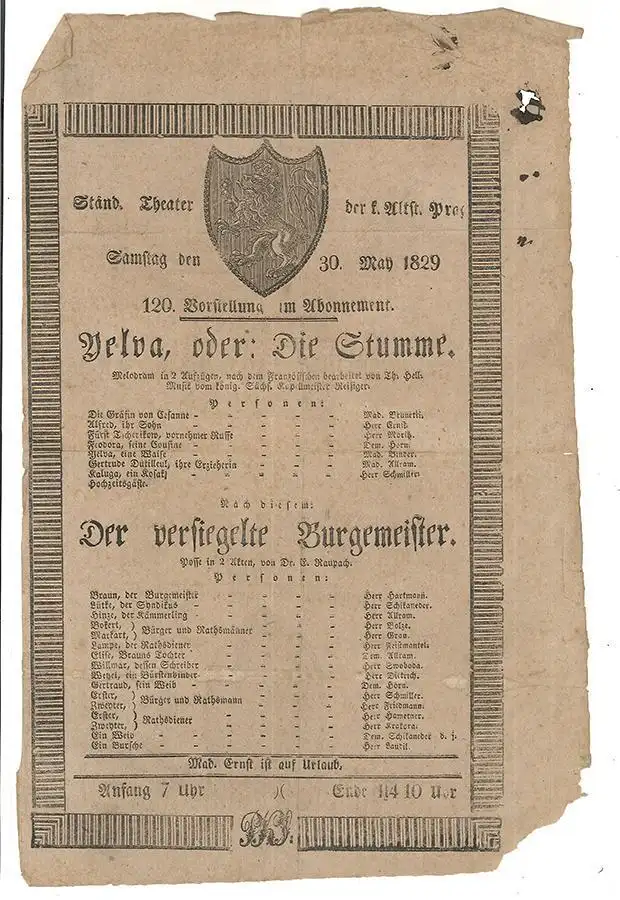 Ständ. Theater der k. Altst. Prag
Samstag den 30. May 1829
120. Vorstellung im Abonnement.
Yelva, oder: Die Stumme.
Melodram in 2 Aufzügen, nach dem Französischen bearbeitet von Th. Hell.
Musik vom königl. Sächs. Kapellmeister Reißiger.
Personen:
Die Gräfin von Cesanne - - - - - Mad. Brunetti.
Alfred, ihr Sohn - - - - - Herr Ernst.
Fürst Tscherikow, vornehmer Russe - - - - Herr Moritz.
Feodora, seine Cousine - - - - - Dem. Horn.
Yelva, eine Waise - - - - - Mad. Binder.
Gertrude Dutilleul, ihre Erzieherin - - - - Mad. Allram.
Kaluga, ein Kosak - - - - - Herr Schmiller.
Hochzeitsgäste.
Nach diesem:
Der versiegelte Burgemeister.
Posse in 2 Akten, von Dr. E. Raupach.
Personen:
Braun, der Burgemeister - - - - - Herr Hartmann.
Lütke, der Syndikus - - - - - Herr Schikaneder.
Hinze, der Kämmerling - - - - - Herr Allram.
Bokert, ) Bürger und Rathsmänner - - - Herr Bolze.
Markart, ) Herr Grau.
Lampe, der Rathsdiener - - - - - Herr Feistmantel.
Elise, Brauns Tochter - - - - - Dem. Allram.
Willmar, dessen Schreiber - - - - - Herr Swoboda.
Wetzel, ein Bürstenbinder - - - - - Herr Dietrich.
Gertraud, sein Weib - - - - - Dem. Horn.
Erster, ) Bürger und Rathsmann - - - Herr Schmiller.
Zweyter, ) Herr Friedmann.
Erster, ) Rathsdiener - - - - Herr Hametner.
Zweyter, ) Herr Krakora.
Ein Weib - - - - - Dem. Schikaneder d. j.
Ein Bursche - - - - - Herr
Mad. Ernst ist auf Urlaub.
Anfang 7 Uhr )( Ende 1/4 10 Uhr